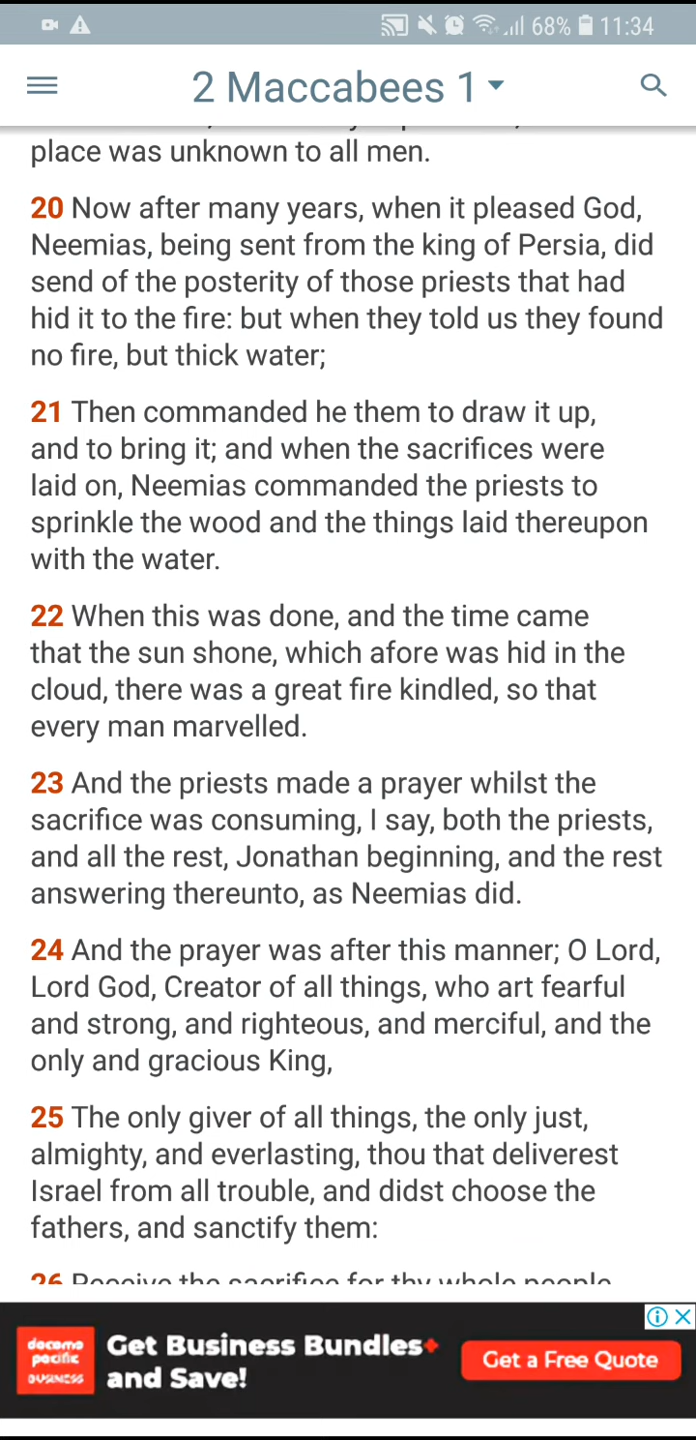 68% 11:34
2 Maccabees 1
place was unknown to all men.
20 Now after many years, when it pleased God,
Neemias, being sent from the king of Persia, did
send of the posterity of those priests that had
hid it to the fire: but when they told us they found
no fire, but thick water;
21 Then commanded he them to draw it up,
and to bring it; and when the sacrifices were
laid on, Neemias commanded the priests to
sprinkle the wood and the things laid thereupon
with the water.
22 When this was done, and the time came
that the sun shone, which afore was hid in the
cloud, there was a great fire kindled, so that
every man marvelled.
23 And the priests made a prayer whilst the
sacrifice was consuming, I say, both the priests,
and all the rest, Jonathan beginning, and the rest
answering thereunto, as Neemias did.
24 And the prayer was after this manner; O Lord,
Lord God, Creator of all things, who art fearful
and strong, and righteous, and merciful, and the
only and gracious King,
25 The only giver of all things, the only just,
almighty, and everlasting, thou that deliverest
Israel from all trouble, and didst choose the
fathers, and sanctify them:
26 Receive the sacrifice for thy whole people
docomo
pacific
BUSINESS
Get Business Bundles+
and Save!
Get a Free Quote